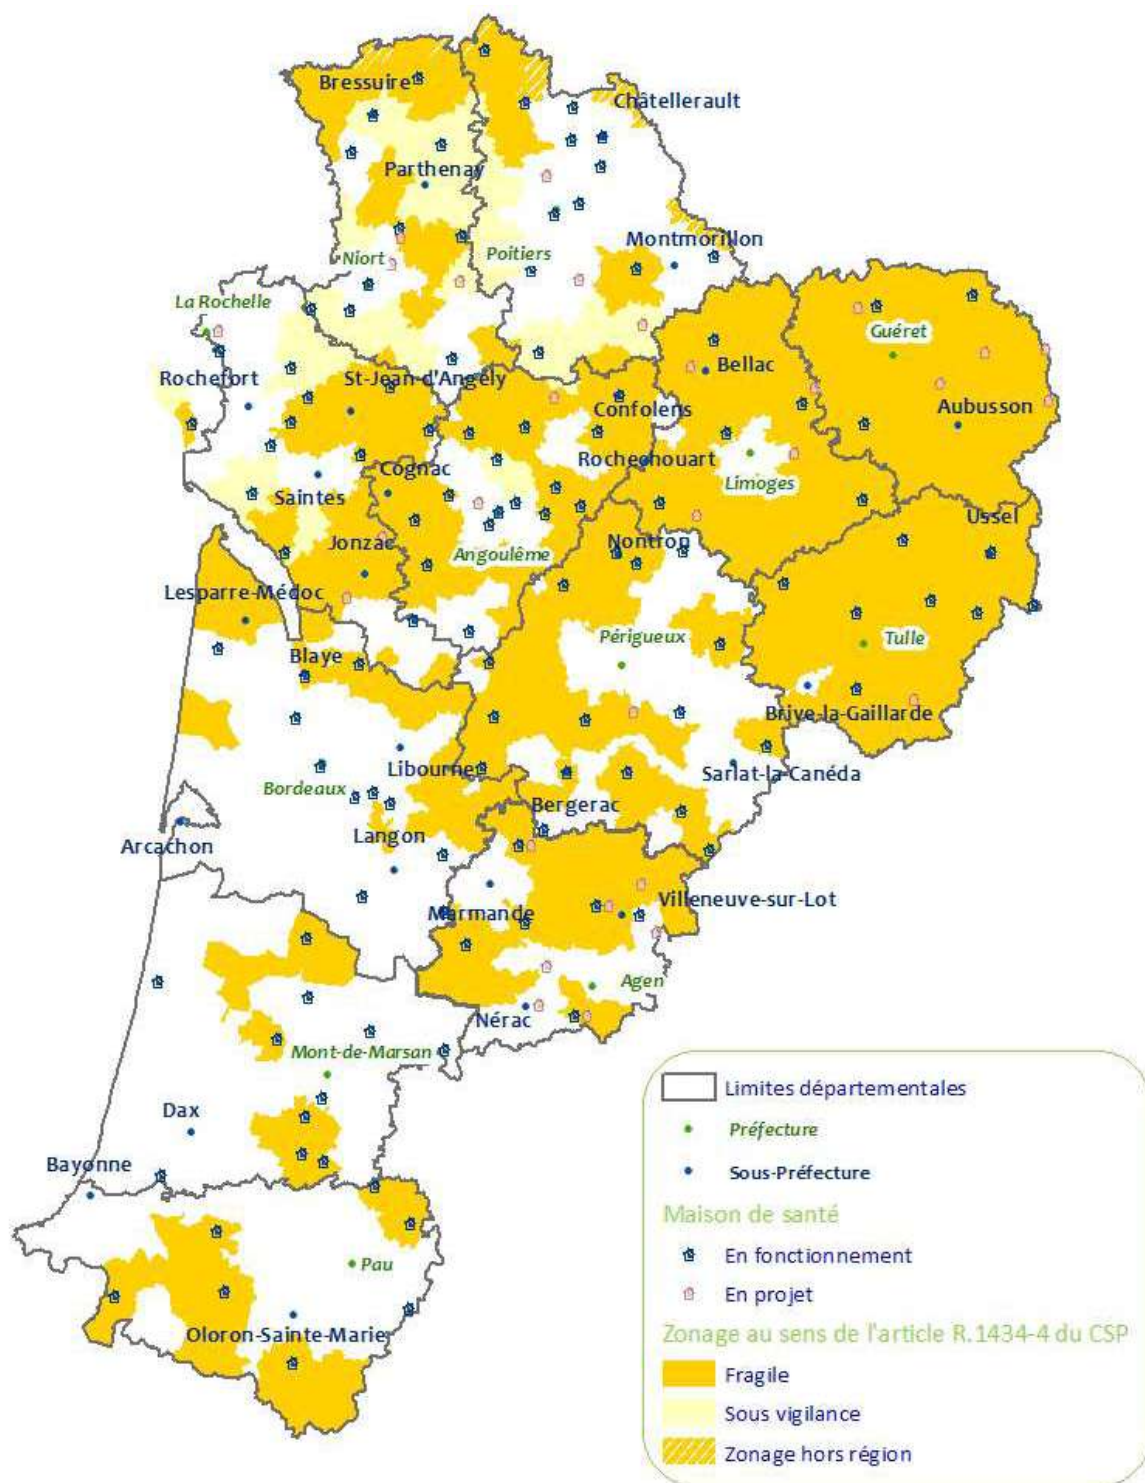 Bressuire
Châtellerault
Parthenay
Niort
Poitiers
Montmorillon
La Rochelle
Guéret
Rochefort
St-Jean-d'Angély
Bellac
Confolens
Aubusson
Cognac
Rochechouart
Saintes
Limoges
Ussel
Jonzac
Angoulême
Nontron
Lesparre-Médoc
Périgueux
Tulle
Blaye
Brive-la-Gaillarde
Libourne
Sarlat-la-Canéda
Bordeaux
Bergerac
Arcachon
Langon
Marmande
Villeneuve-sur-Lot
Agen
Nérac
Mont-de-Marsan
Dax
Bayonne
Pau
Oloron-Sainte-Marie
Limites départementales
Préfecture
Sous-Préfecture
Maison de santé
En fonctionnement
En projet
Zonage au sens de l'article R.1434-4 du CSP
Fragile
Sous vigilance
Zonage hors région